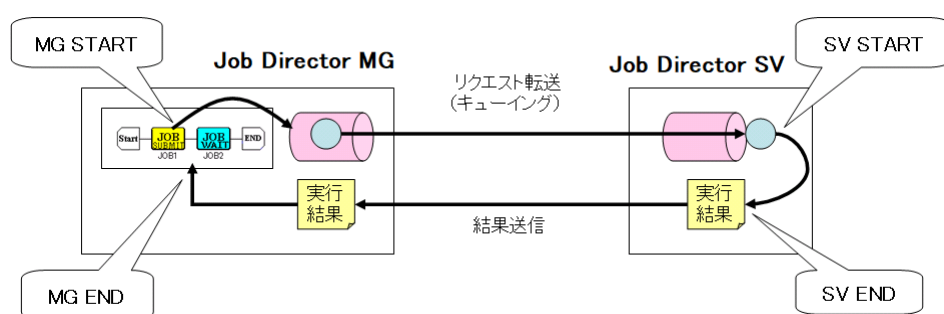 MG START
SV START
Job Director MG
Job Director SV
リクエスト転送
(キューイング)
Start
JOB
SUBMIT
JOB
WAIT
END
JOB1
JOB2
実行
結果
実行
結果
結果送信
MG END
SV END